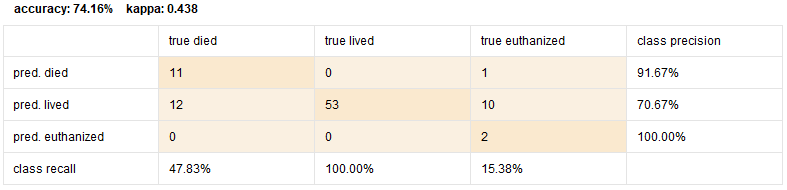 accuracy: 74.16% kappa: 0.438
true died true lived true euthanized class precision
pred. died 11 0 1 91.67%
pred. lived 12 53 10 70.67%
pred. euthanized 0 0 2 100.00%
class recall 47.83% 100.00% 15.38%